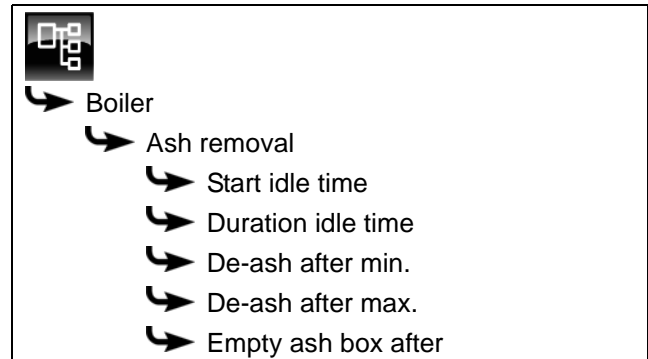 Boiler
Ash removal
Start idle time
Duration idle time
De-ash after min.
De-ash after max.
Empty ash box after